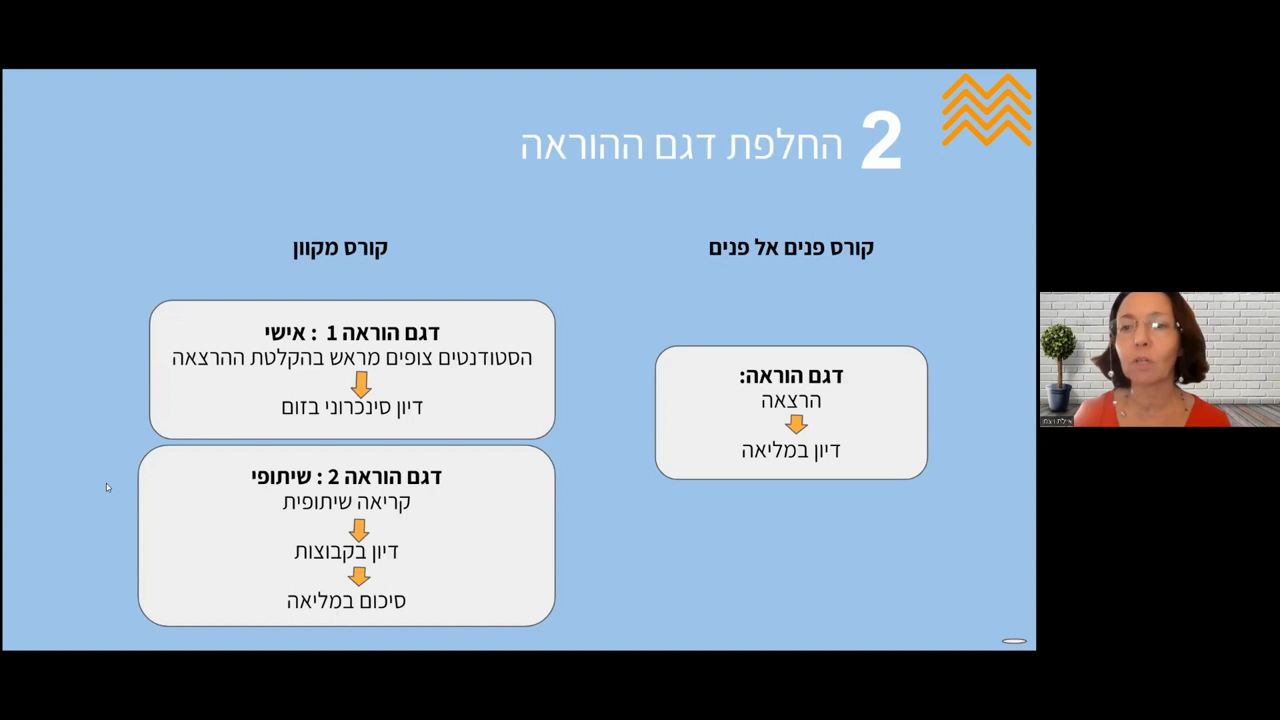 2 החלפת דגם ההוראה
קורס פנים אל פנים
דגם הוראה:
הרצאה
דיון במליאה
קורס מקוון
דגם הוראה 1 : אישי
הסטודנטים צופים מראש בהקלטת ההרצאה
דיון סינכרוני בזום
דגם הוראה 2 : שיתופי
קריאה שיתופית
דיון בקבוצות
סיכום במליאה